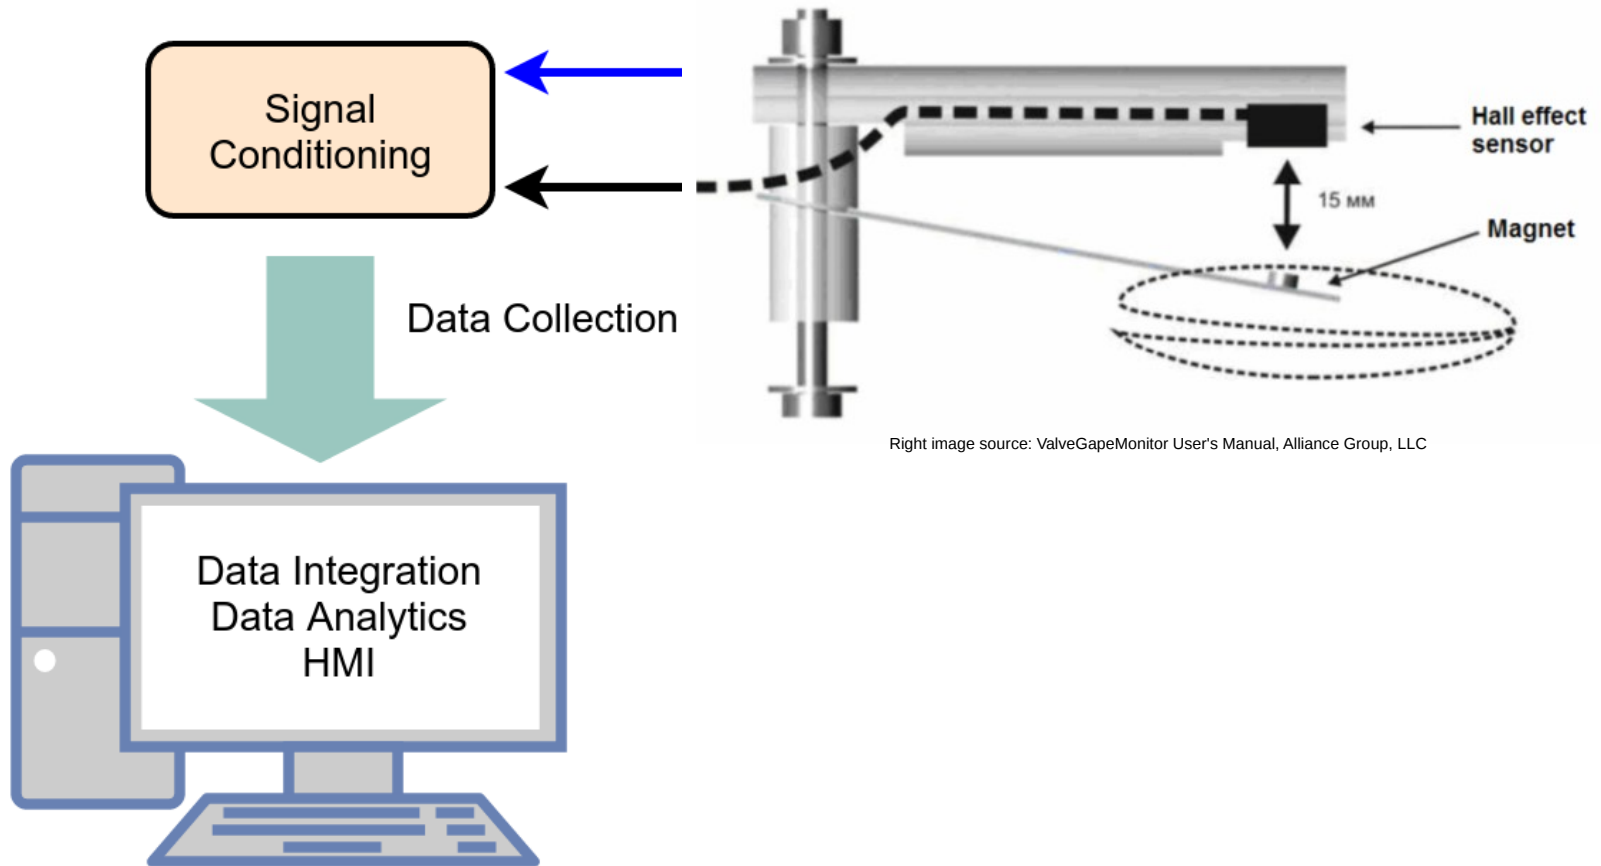 Signal
Conditioning
Hall effect
sensor
15 мм
Magnet
Data Collection
Right image source: ValveGapeMonitor User's Manual, Alliance Group, LLC
Data Integration
Data Analytics
HMI